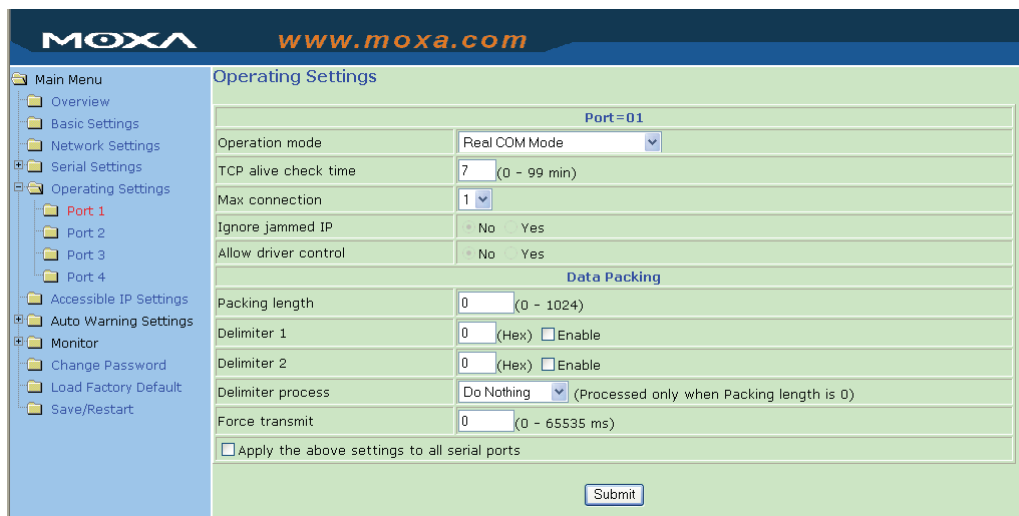 MOXA www.moxa.com
Main Menu
Overview
Basic Settings
Network Settings
Serial Settings
Operating Settings
Port 1
Port 2
Port 3
Port 4
Accessible IP Settings
Auto Warning Settings
Monitor
Change Password
Load Factory Default
Save/Restart
Operating Settings
Port=01
Operation mode Real COM Mode
TCP alive check time 7 (0 - 99 min)
Max connection 1
Ignore jammed IP No Yes
Allow driver control No Yes
Data Packing
Packing length 0 (0 - 1024)
Delimiter 1 0 (Hex) Enable
Delimiter 2 0 (Hex) Enable
Delimiter process Do Nothing (Processed only when Packing length is 0)
Force transmit 0 (0 - 65535 ms)
Apply the above settings to all serial ports
Submit